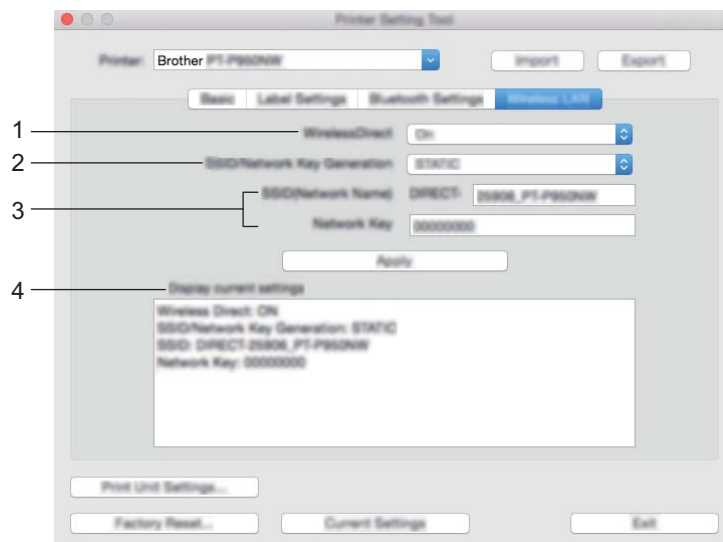 Printer Setting Tool
Printer: Brother PT-P950NW Import Export
Basic Label Settings Bluetooth Settings Wireless LAN
1 WirelessDirect On
2 SSID/Network Key Generation STATIC
3 SSID(Network Name) DIRECT- 25908_PT-P950NW
Network Key 00000000
Apply
4 Display current settings
Wireless Direct: ON
SSID/Network Key Generation: STATIC
SSID: DIRECT-25908_PT-P950NW
Network Key: 00000000
Print Unit Settings...
Factory Reset... Current Settings Exit